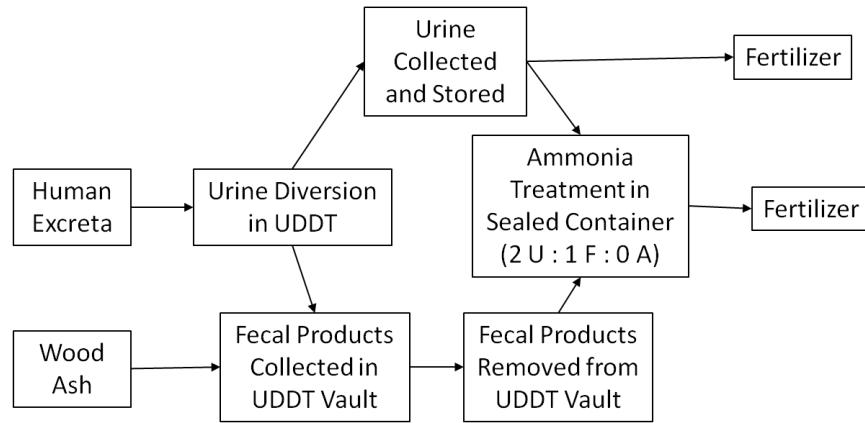 Urine
Collected
and Stored
Fertilizer
Human
Excreta
Urine Diversion
in UDDT
Ammonia
Treatment in
Sealed Container
(2 U : 1 F : 0 A)
Fertilizer
Wood
Ash
Fecal Products
Collected in
UDDT Vault
Fecal Products
Removed from
UDDT Vault